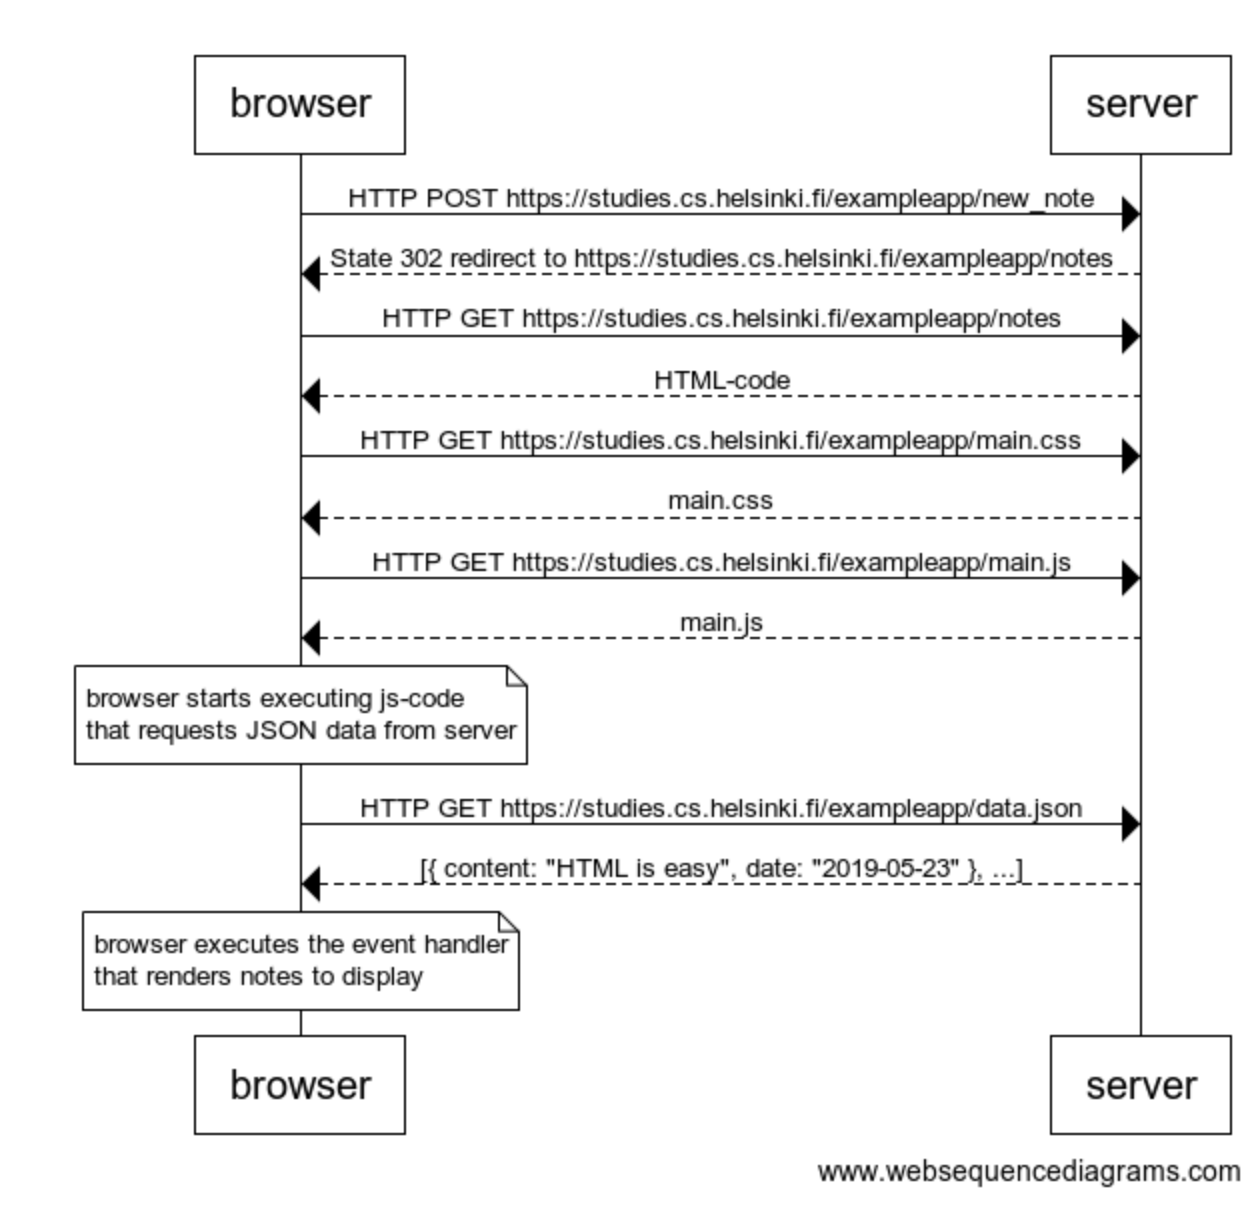 browser
server
HTTP POST https://studies.cs.helsinki.fi/exampleapp/new_note
State 302 redirect to https://studies.cs.helsinki.fi/exampleapp/notes
HTTP GET https://studies.cs.helsinki.fi/exampleapp/notes
HTML-code
HTTP GET https://studies.cs.helsinki.fi/exampleapp/main.css
main.css
HTTP GET https://studies.cs.helsinki.fi/exampleapp/main.js
main.js
browser starts executing js-code
that requests JSON data from server
HTTP GET https://studies.cs.helsinki.fi/exampleapp/data.json
[{ content: "HTML is easy", date: "2019-05-23" }, ...]
browser executes the event handler
that renders notes to display
browser
server
www.websequencediagrams.com